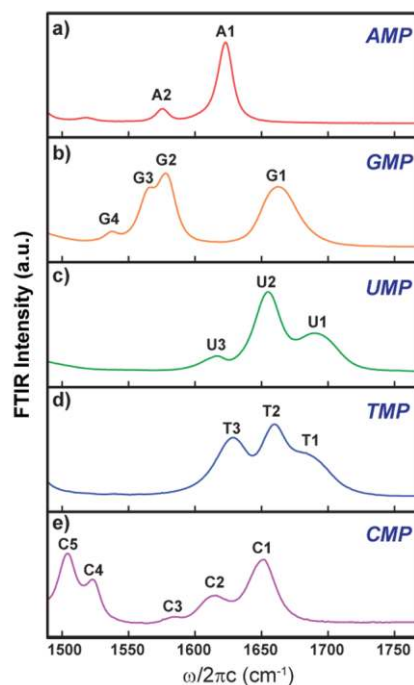 FTIR Intensity (a.u.)
a)
A2
A1
AMP
b)
G4
G3
G2
G1
GMP
c)
U3
U2
U1
UMP
d)
T3
T2
T1
TMP
e)
C5
C4
C3
C2
C1
CMP
1500 1550 1600 1650 1700 1750
ω/2πc (cm⁻¹)